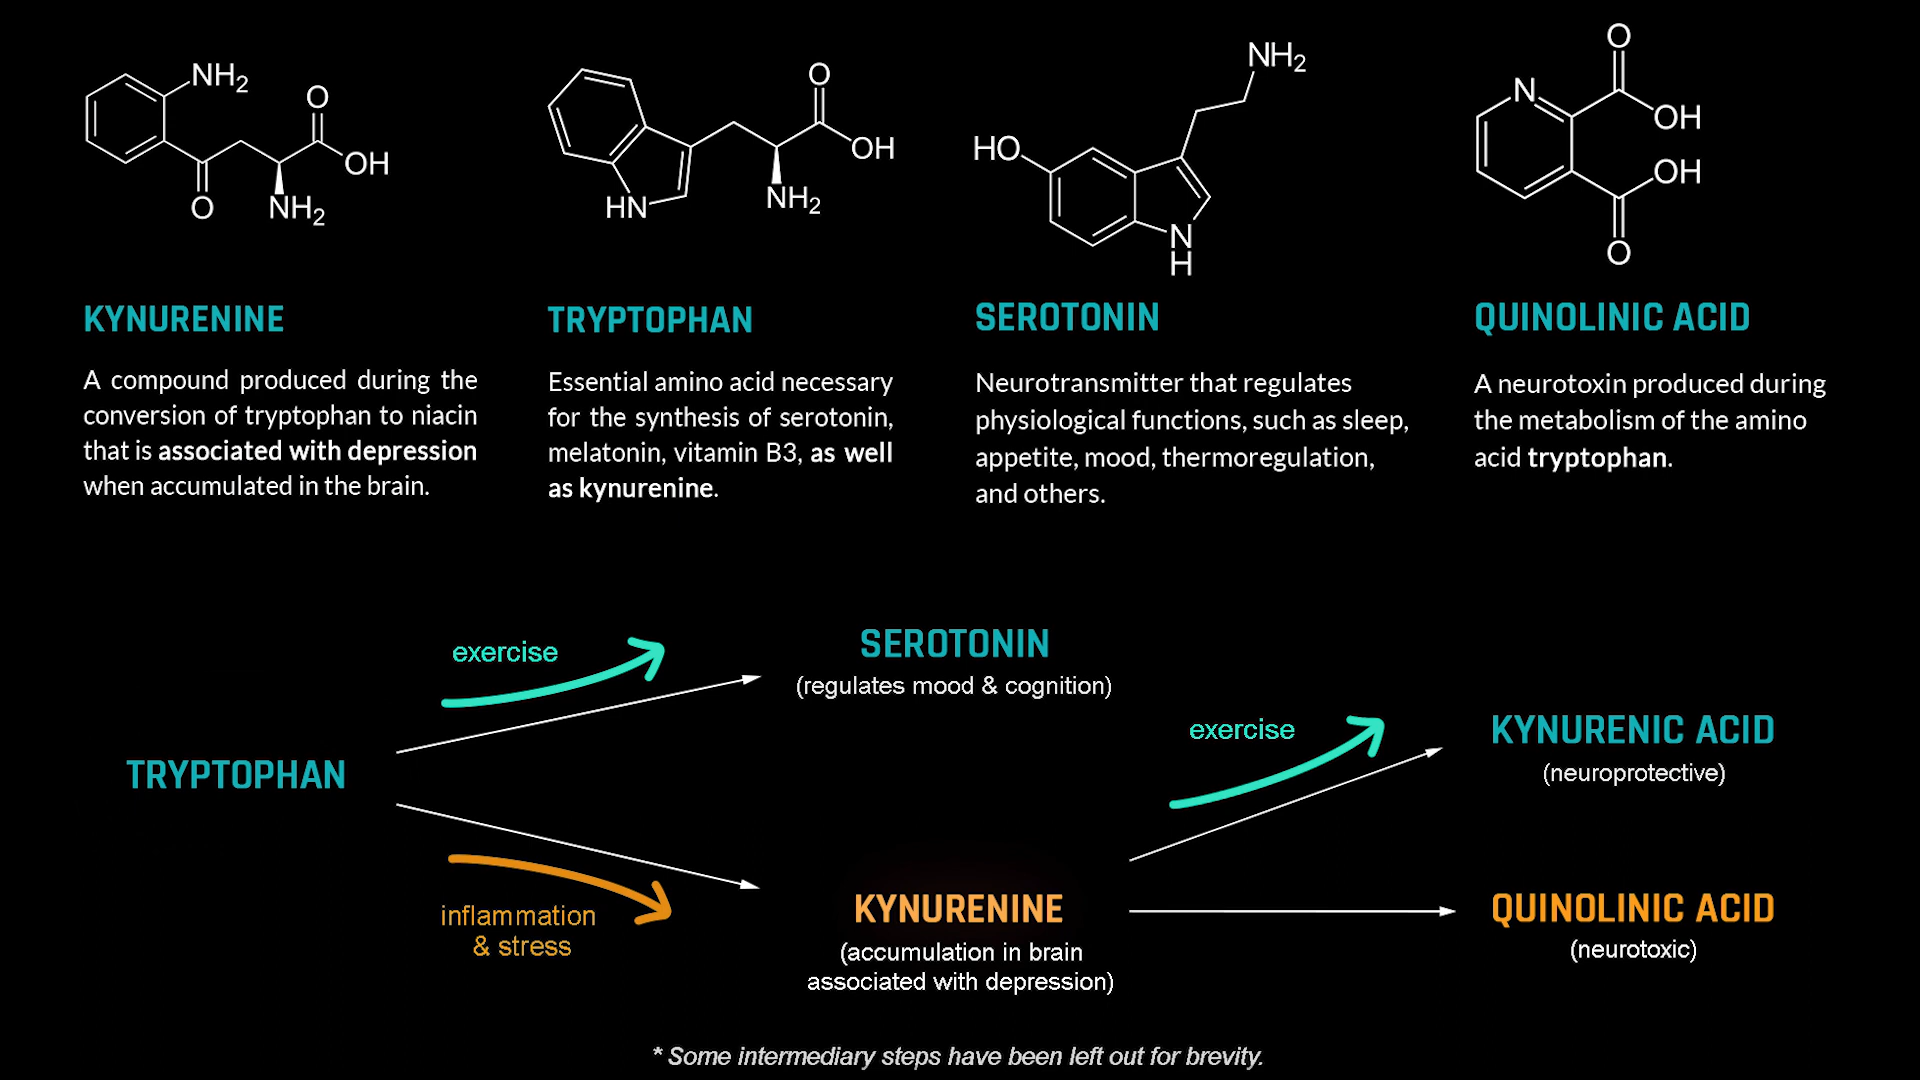 NH2
O
OH
O
NH2
O
OH
NH2
HN
NH2
HO
N
H
O
N
OH
OH
O
KYNURENINE
A compound produced during the
conversion of tryptophan to niacin
that is associated with depression
when accumulated in the brain.
TRYPTOPHAN
Essential amino acid necessary
for the synthesis of serotonin,
melatonin, vitamin B3, as well
as kynurenine.
SEROTONIN
Neurotransmitter that regulates
physiological functions, such as sleep,
appetite, mood, thermoregulation,
and others.
QUINOLINIC ACID
A neurotoxin produced during
the metabolism of the amino
acid tryptophan.
TRYPTOPHAN
exercise
SEROTONIN
(regulates mood & cognition)
inflammation
& stress
KYNURENINE
(accumulation in brain
associated with depression)
exercise
KYNURENIC ACID
(neuroprotective)
QUINOLINIC ACID
(neurotoxic)
* Some intermediary steps have been left out for brevity.